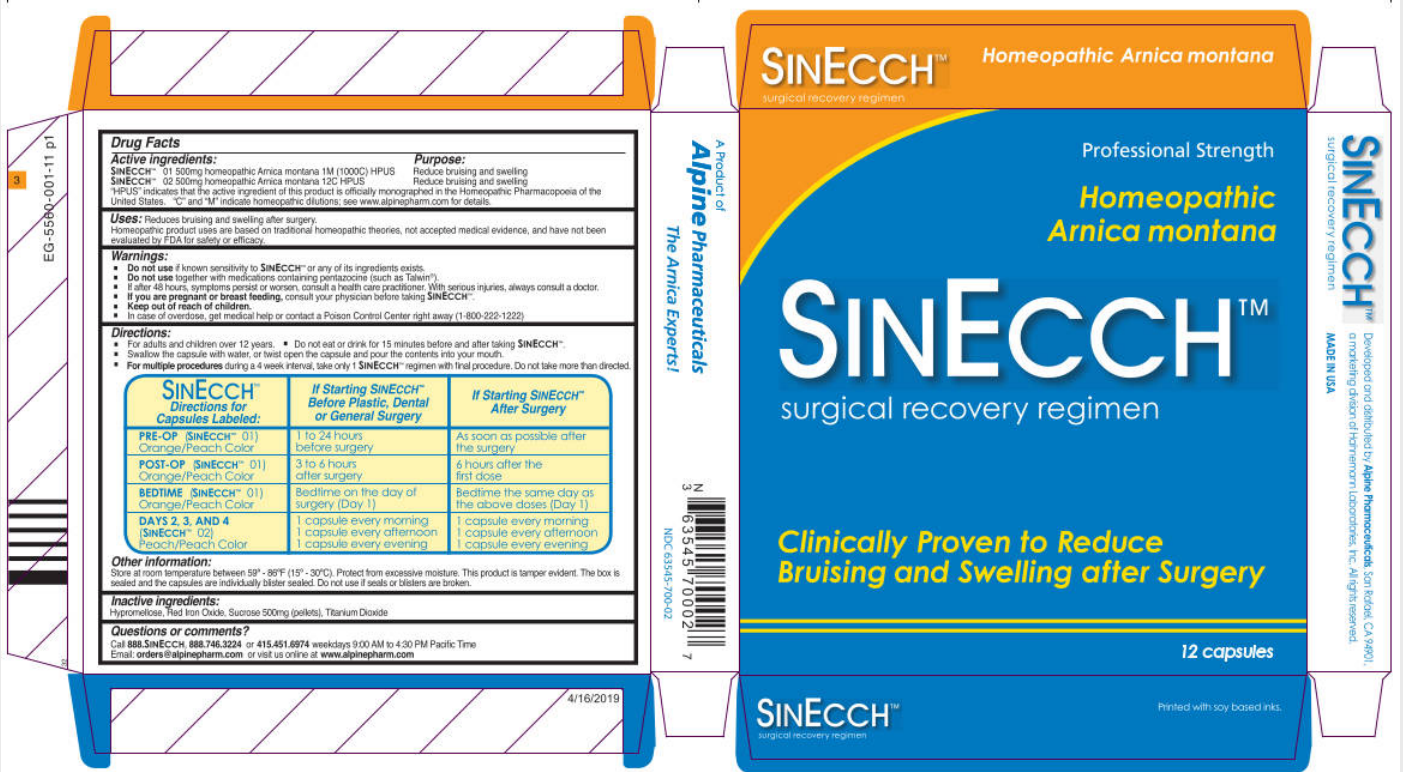 3
EG-5560-001-11 p1
Drug Facts
Active ingredients: Purpose:
SINECCH™ 01 500mg homeopathic Arnica montana 1M (1000C) HPUS Reduce bruising and swelling
SINECCH™ 02 500mg homeopathic Arnica montana 12C HPUS Reduce bruising and swelling
"HPUS" indicates that the active ingredient of this product is officially monographed in the Homeopathic Pharmacopoeia of the
United States. "C" and "M" indicate homeopathic dilutions; see www.alpinepharm.com for details.
Uses: Reduces bruising and swelling after surgery.
Homeopathic product uses are based on traditional homeopathic theories, not accepted medical evidence, and have not been
evaluated by FDA for safety or efficacy.
Warnings:
▪ Do not use if known sensitivity to SINECCH™ or any of its ingredients exists.
▪ Do not use together with medications containing pentazocine (such as Talwin®).
▪ If after 48 hours, symptoms persist or worsen, consult a health care practitioner. With serious injuries, always consult a doctor.
▪ If you are pregnant or breast feeding, consult your physician before taking SINECCH™.
▪ Keep out of reach of children.
▪ In case of overdose, get medical help or contact a Poison Control Center right away (1-800-222-1222)
Directions:
▪ For adults and children over 12 years. ▪ Do not eat or drink for 15 minutes before and after taking SINECCH™.
▪ Swallow the capsule with water, or twist open the capsule and pour the contents into your mouth.
▪ For multiple procedures during a 4 week interval, take only 1 SINECCH™ regimen with final procedure. Do not take more than directed.
SINECCH™
Directions for
Capsules Labeled:
If Starting SINECCH™
Before Plastic, Dental
or General Surgery
If Starting SINECCH™
After Surgery
PRE-OP (SINECCH™ 01)
Orange/Peach Color
1 to 24 hours
before surgery
As soon as possible after
the surgery
POST-OP (SINECCH™ 01)
Orange/Peach Color
3 to 6 hours
after surgery
6 hours after the
first dose
BEDTIME (SINECCH™ 01)
Orange/Peach Color
Bedtime on the day of
surgery (Day 1)
Bedtime the same day as
the above doses (Day 1)
DAYS 2, 3, AND 4
(SINECCH™ 02)
Peach/Peach Color
1 capsule every morning
1 capsule every afternoon
1 capsule every evening
1 capsule every morning
1 capsule every afternoon
1 capsule every evening
Other information:
Store at room temperature between 59° - 86°F (15° - 30°C). Protect from excessive moisture. This product is tamper evident. The box is
sealed and the capsules are individually blister sealed. Do not use if seals or blisters are broken.
Inactive ingredients:
Hypromellose, Red Iron Oxide, Sucrose 500mg (pellets), Titanium Dioxide
Questions or comments?
Call 888.SINECCH, 888.746.3224 or 415.451.6974 weekdays 9:00 AM to 4:30 PM Pacific Time
Email: orders@alpinepharm.com or visit us online at www.alpinepharm.com
4/16/2019
A Product of
Alpine Pharmaceuticals
The Arnica Experts!
N
3 63545 70002 7
NDC 63545-700-02
SINECCH™
surgical recovery regimen
Homeopathic Arnica montana
Professional Strength
Homeopathic
Arnica montana
SINECCH™
surgical recovery regimen
Clinically Proven to Reduce
Bruising and Swelling after Surgery
12 capsules
SINECCH™
surgical recovery regimen
Printed with soy based inks.
SINECCH™
surgical recovery regimen
Developed and distributed by Alpine Pharmaceuticals San Rafael, CA 94901,
a marketing division of Hahnemann Laboratories, Inc. All rights reserved.
MADE IN USA